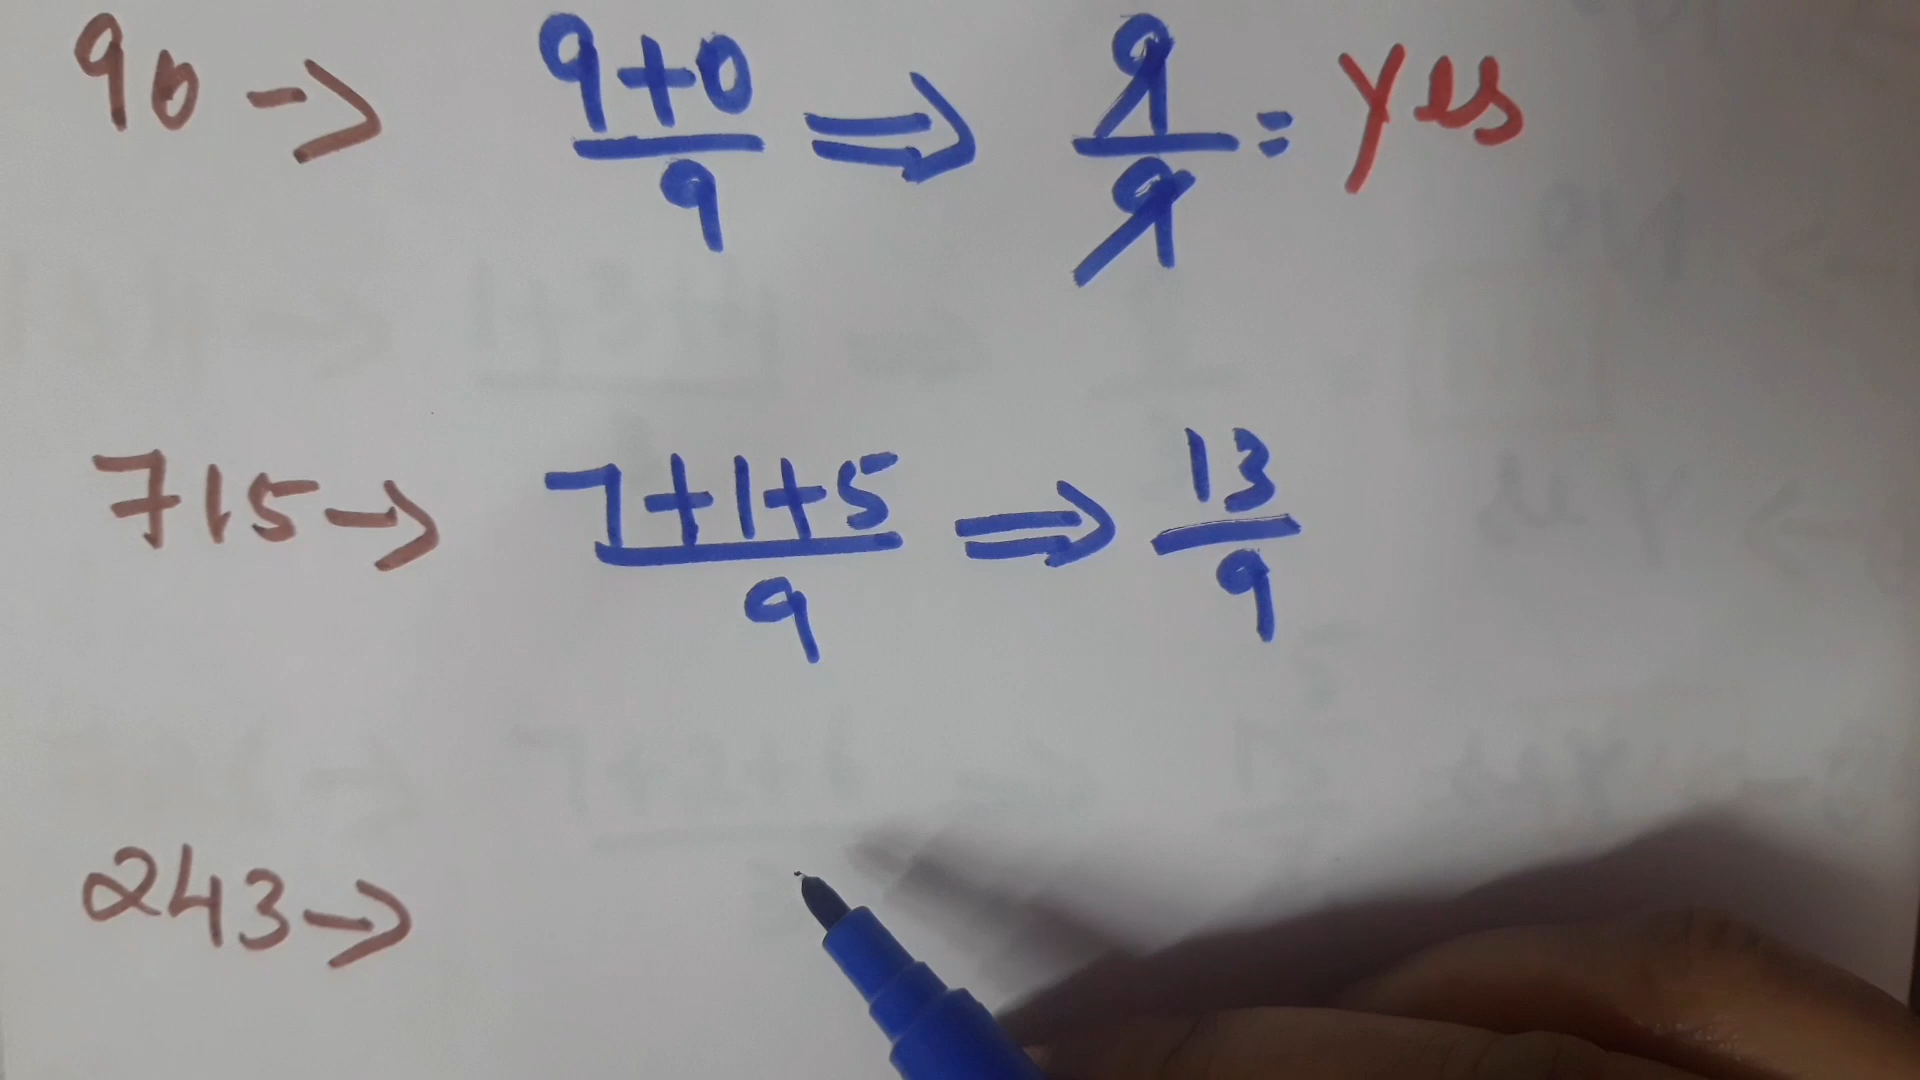 90 → 9+0/9 ⇒ 9/9 = Yes
715 → 7+1+5/9 ⇒ 13/9
243 →